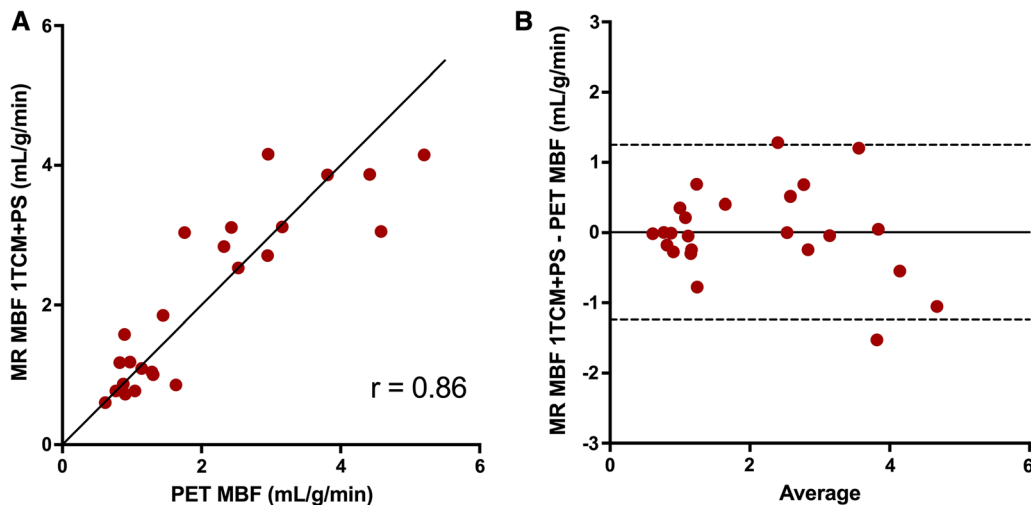 A
MR MBF 1TCM+PS (mL/g/min)
6
4
2
0
0
2
4
6
PET MBF (mL/g/min)
r = 0.86
B
MR MBF 1TCM+PS - PET MBF (mL/g/min)
3
2
1
0
-1
-2
-3
0
2
4
6
Average